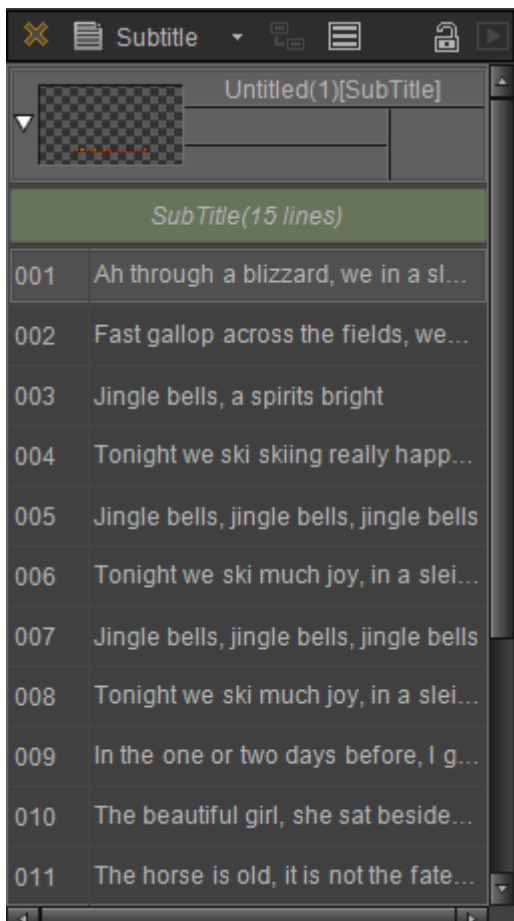 Subtitle
Untitled(1)[SubTitle]
SubTitle(15 lines)
001 Ah through a blizzard, we in a sl...
002 Fast gallop across the fields, we...
003 Jingle bells, a spirits bright
004 Tonight we ski skiing really happ...
005 Jingle bells, jingle bells, jingle bells
006 Tonight we ski much joy, in a slei...
007 Jingle bells, jingle bells, jingle bells
008 Tonight we ski much joy, in a slei...
009 In the one or two days before, I g...
010 The beautiful girl, she sat beside...
011 The horse is old, it is not the fate...